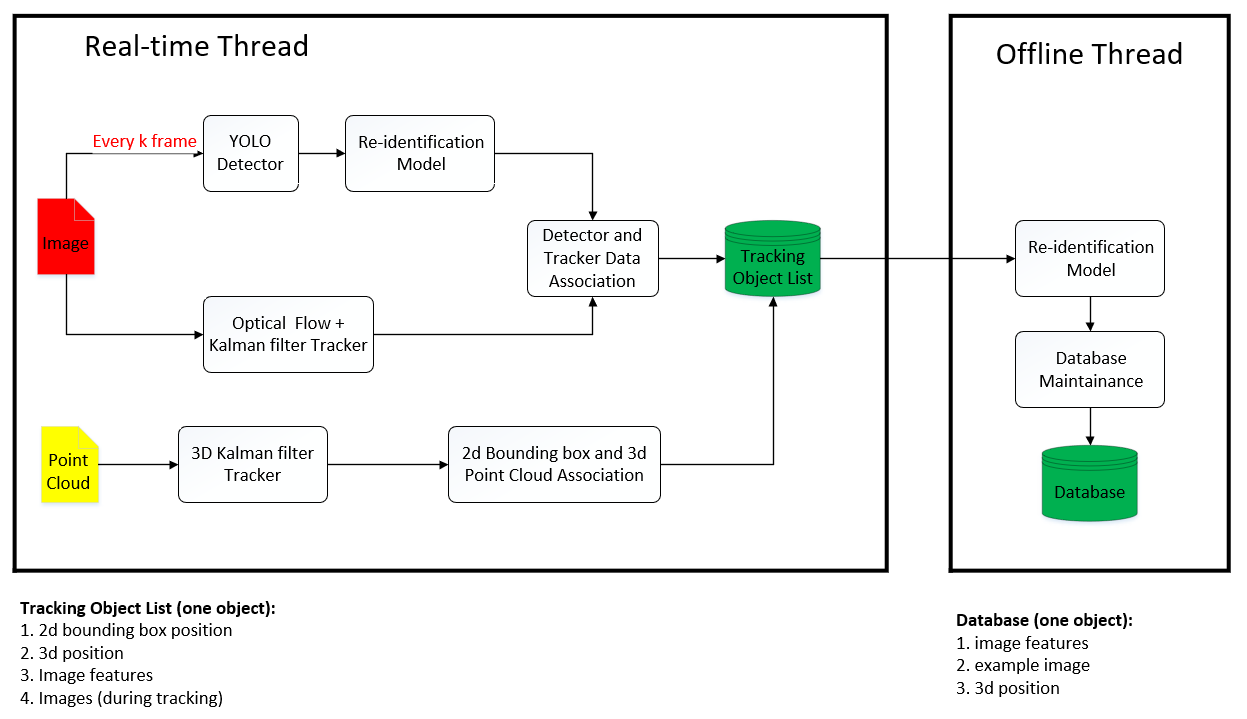 Real-time Thread
Offline Thread
Every k frame
YOLO
Detector
Re-identification
Model
Image
Detector and
Tracker Data
Association
Tracking
Object List
Re-identification
Model
Optical Flow +
Kalman filter Tracker
Database
Maintainance
Point
Cloud
3D Kalman filter
Tracker
2d Bounding box and 3d
Point Cloud Association
Database
Tracking Object List (one object):
1. 2d bounding box position
2. 3d position
3. Image features
4. Images (during tracking)
Database (one object):
1. image features
2. example image
3. 3d position